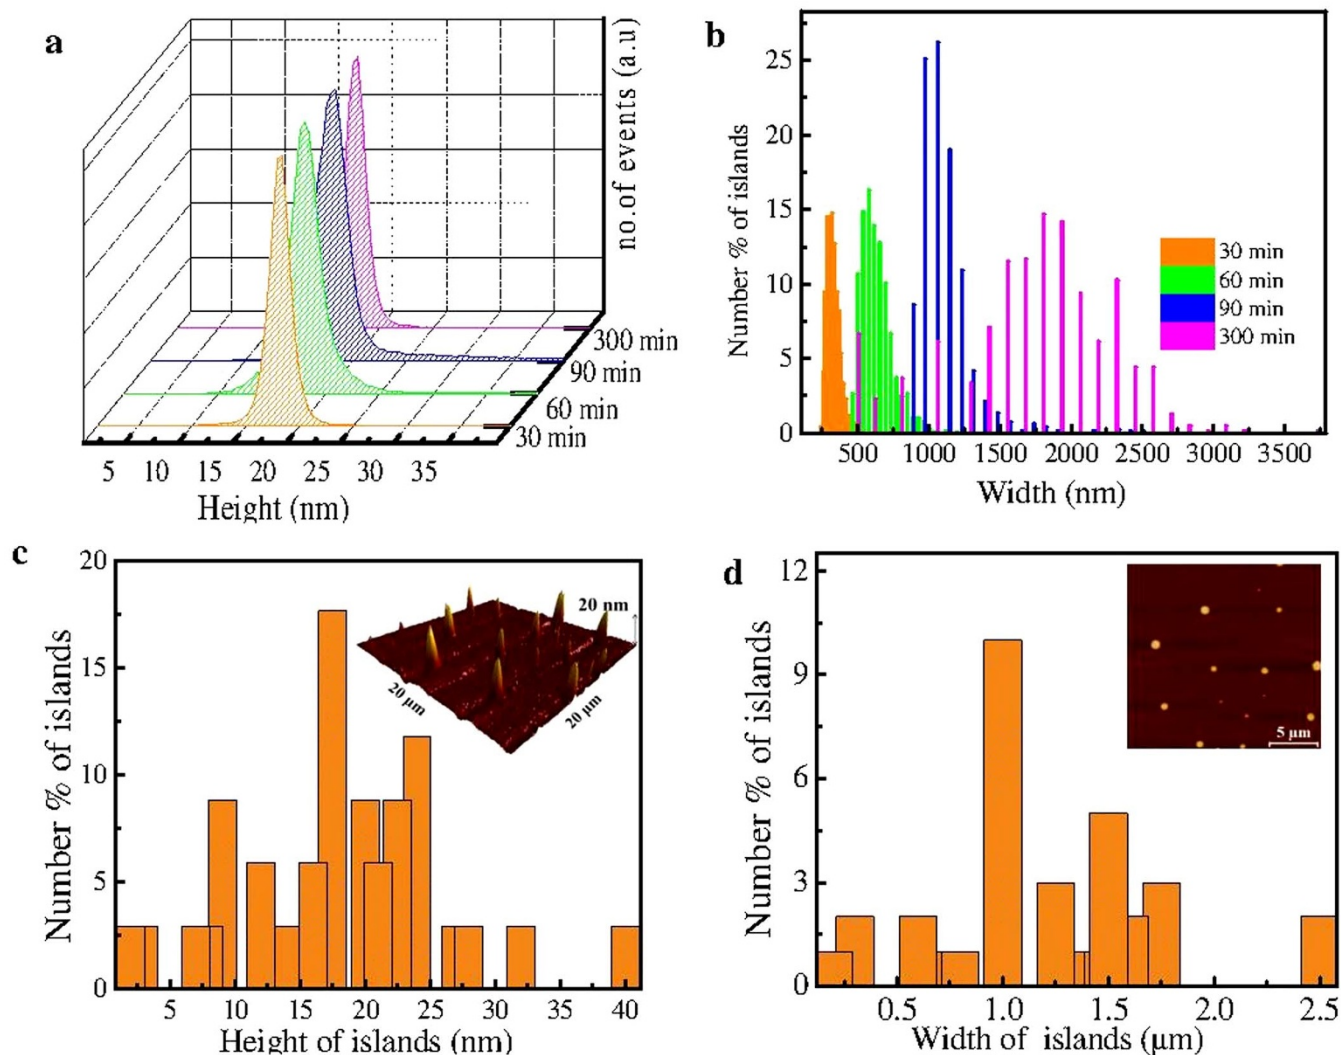 a
no.of events (a.u)
300 min
90 min
60 min
30 min
5 10 15 20 25 30 35
Height (nm)
b
25
20
15
10
5
0
Number % of islands
30 min
60 min
90 min
300 min
500 1000 1500 2000 2500 3000 3500
Width (nm)
c
20
15
10
5
0
Number % of islands
20 nm
20 µm
20 µm
5 10 15 20 25 30 35 40
Height of islands (nm)
d
12
9
6
3
0
Number % of islands
5 µm
0.5 1.0 1.5 2.0 2.5
Width of islands (µm)